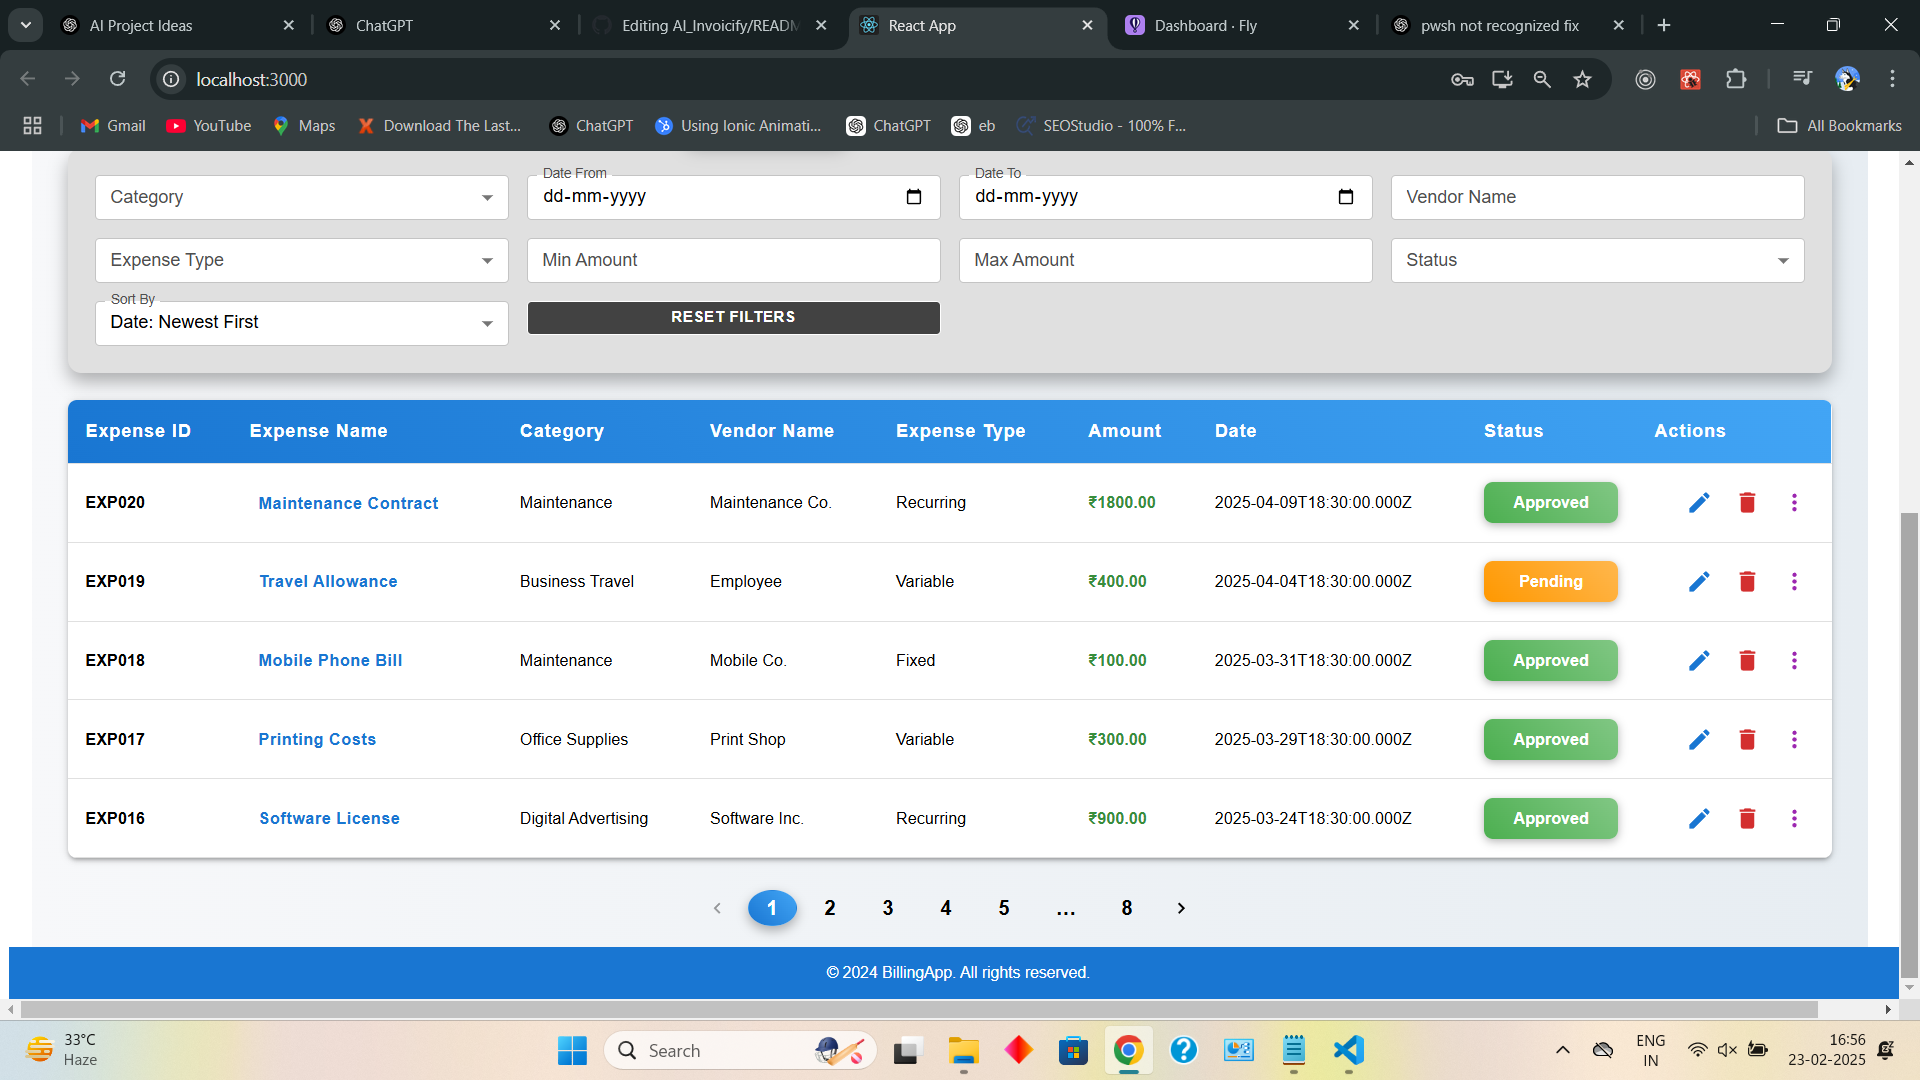 AI Project Ideas
ChatGPT
Editing AI_Invoicify/READM
React App
Dashboard · Fly
pwsh not recognized fix
localhost:3000
Gmail
YouTube
Maps
Download The Last...
ChatGPT
Using Ionic Animati...
ChatGPT
eb
SEOStudio - 100% F...
All Bookmarks
Category
Date From
dd-mm-yyyy
Date To
dd-mm-yyyy
Vendor Name
Expense Type
Min Amount
Max Amount
Status
Sort By
Date: Newest First
RESET FILTERS
Expense ID Expense Name Category Vendor Name Expense Type Amount Date Status Actions
EXP020 Maintenance Contract Maintenance Maintenance Co. Recurring ₹1800.00 2025-04-09T18:30:00.000Z Approved
EXP019 Travel Allowance Business Travel Employee Variable ₹400.00 2025-04-04T18:30:00.000Z Pending
EXP018 Mobile Phone Bill Maintenance Mobile Co. Fixed ₹100.00 2025-03-31T18:30:00.000Z Approved
EXP017 Printing Costs Office Supplies Print Shop Variable ₹300.00 2025-03-29T18:30:00.000Z Approved
EXP016 Software License Digital Advertising Software Inc. Recurring ₹900.00 2025-03-24T18:30:00.000Z Approved
1 2 3 4 5 ... 8
© 2024 BillingApp. All rights reserved.
33°C
Haze
Search
ENG
IN
16:56
23-02-2025